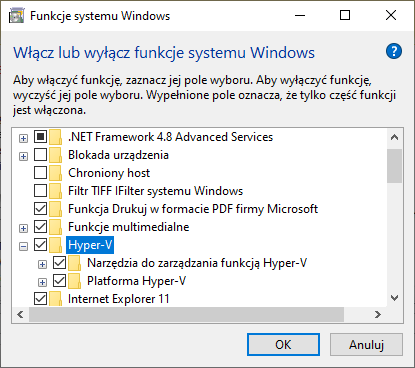 Funkcje systemu Windows
Włącz lub wyłącz funkcje systemu Windows
Aby włączyć funkcję, zaznacz jej pole wyboru. Aby wyłączyć funkcję,
wyczyść jej pole wyboru. Wypełnione pole oznacza, że tylko część funkcji
jest włączona.
.NET Framework 4.8 Advanced Services
Blokada urządzenia
Chroniony host
Filtr TIFF IFilter systemu Windows
Funkcja Drukuj w formacie PDF firmy Microsoft
Funkcje multimedialne
Hyper-V
Narzędzia do zarządzania funkcją Hyper-V
Platforma Hyper-V
Internet Explorer 11
OK Anuluj